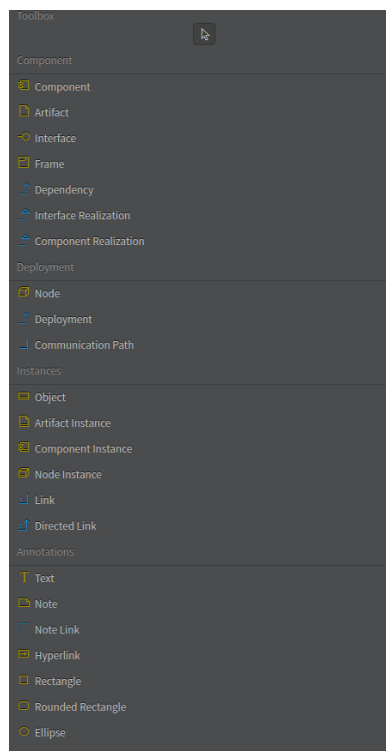 Toolbox
Component
Component
Artifact
Interface
Frame
Dependency
Interface Realization
Component Realization
Deployment
Node
Deployment
Communication Path
Instances
Object
Artifact Instance
Component Instance
Node Instance
Link
Directed Link
Annotations
Text
Note
Note Link
Hyperlink
Rectangle
Rounded Rectangle
Ellipse